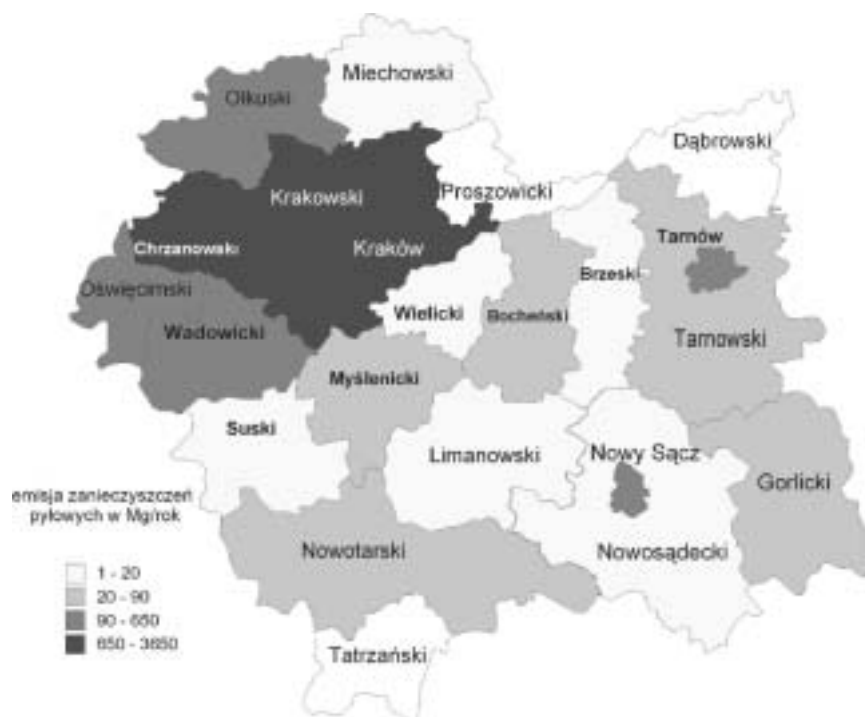 Miechowski
Olkuski
Dąbrowski
Proszowicki
Krakowski
Tarnów
Chrzanowski
Kraków
Brzeski
Oświęcimski
Wielicki
Bocheński
Wadowicki
Tarnowski
Myślenicki
Suski
Limanowski
Nowy Sącz
Gorlicki
emisja zanieczyszczeń
pyłowych w Mg/rok
Nowotarski
Nowosądecki
1 - 20
20 - 90
90 - 650
650 - 3650
Tatrzański